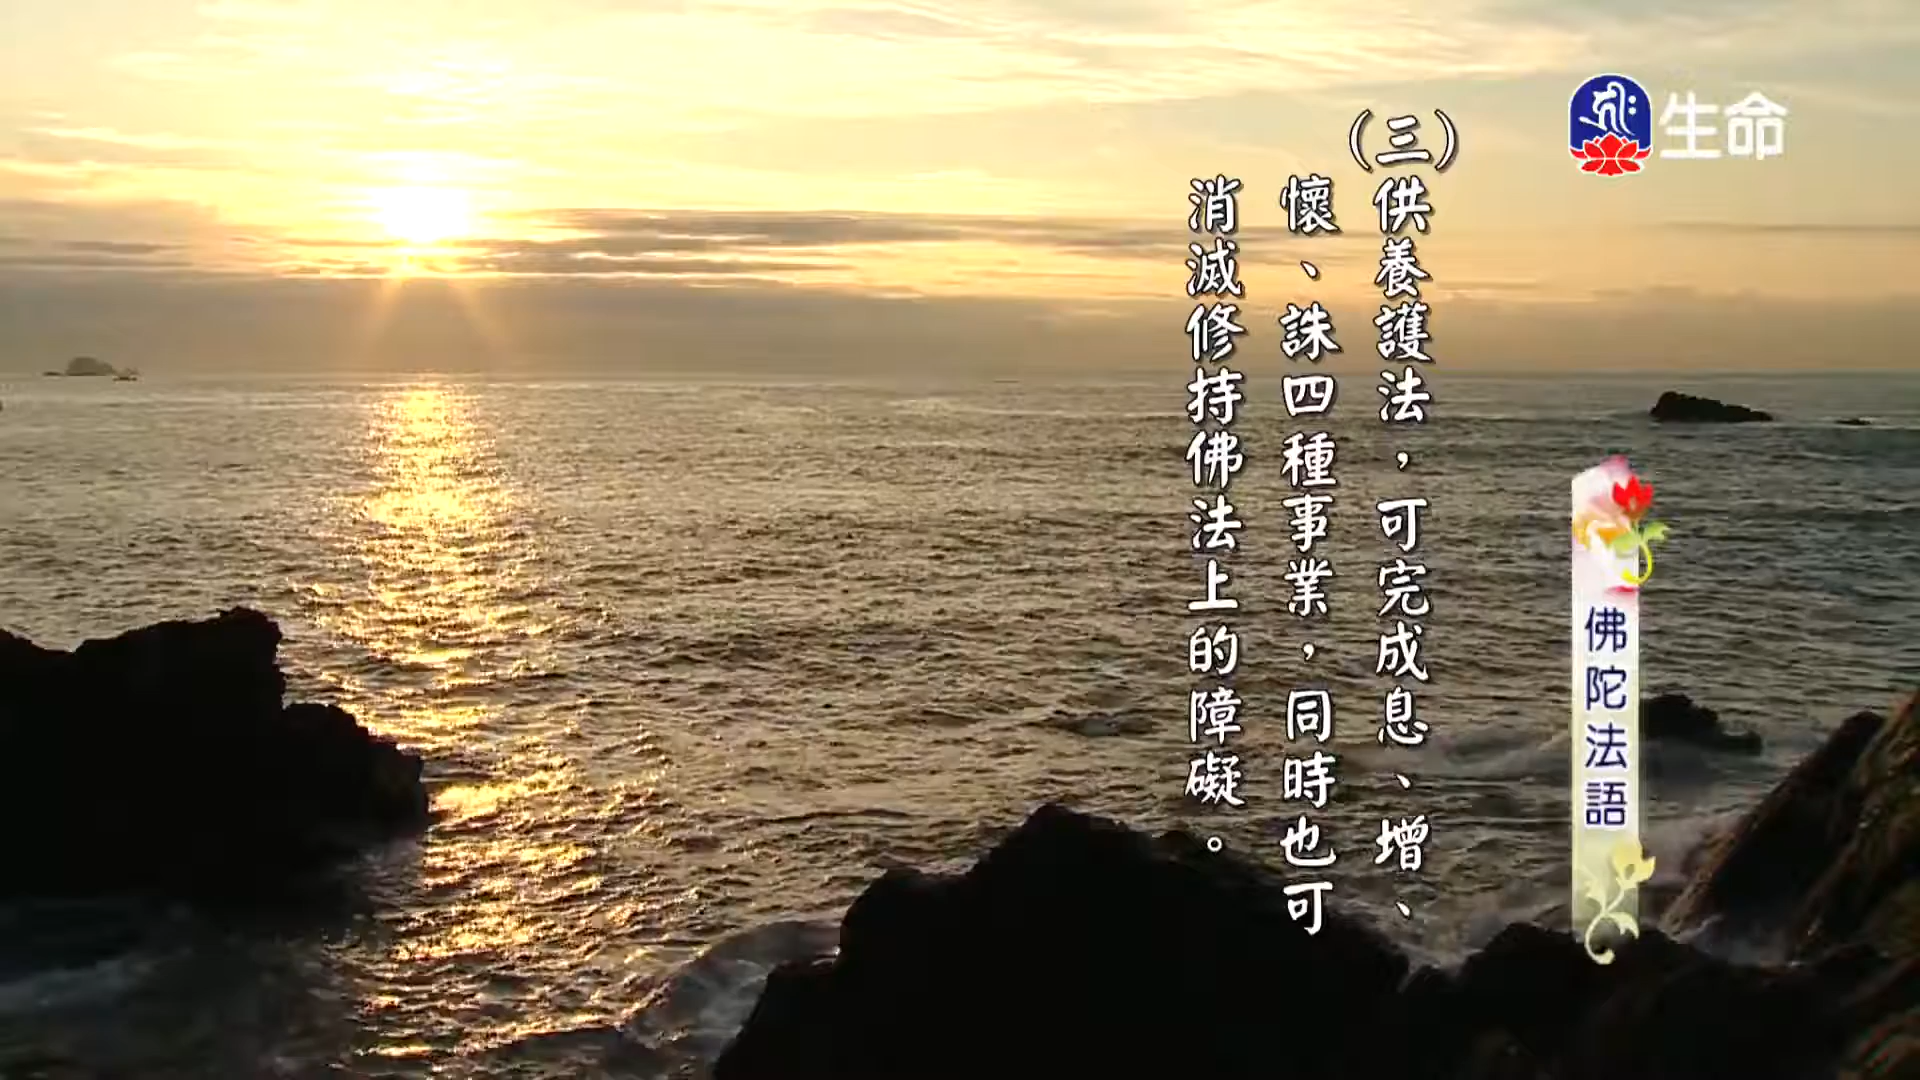 (三)供養護法，可完成息、增、
懷、誅四種事業，同時也可
消滅修持佛法上的障礙。
生命
佛陀法語